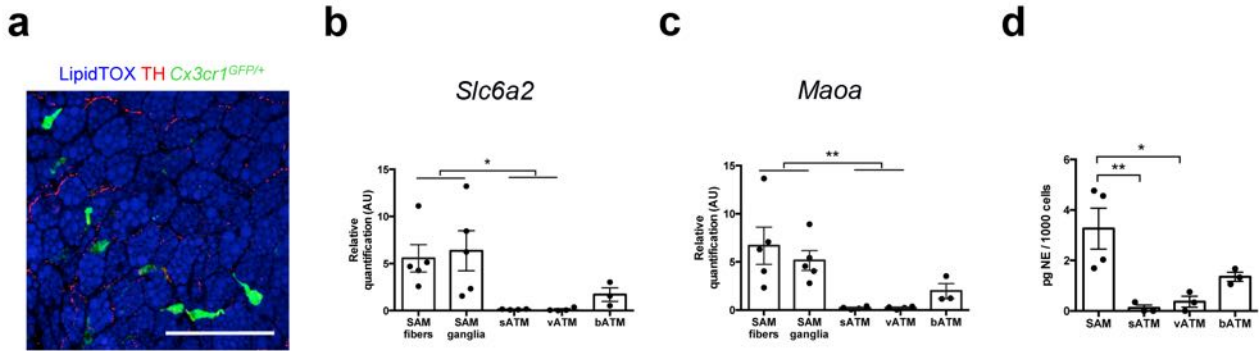 a
LipidTOX TH Cx3cr1GFP/+
b
Slc6a2
Relative
quantification (AU)
15
10
5
0
*
SAM
fibers
SAM
ganglia
sATM
vATM
bATM
c
Maoa
Relative
quantification (AU)
15
10
5
0
**
SAM
fibers
SAM
ganglia
sATM
vATM
bATM
d
pg NE / 1000 cells
6
4
2
0
*
**
SAM
sATM
vATM
bATM